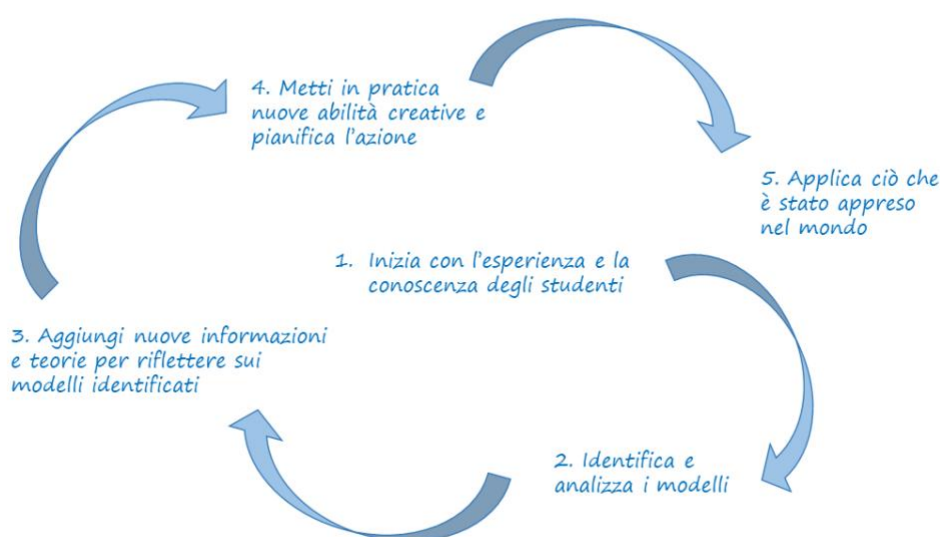 4. Metti in pratica
nuove abilità creative e
pianifica l'azione
5. Applica ciò che
è stato appreso
nel mondo
1. Inizia con l'esperienza e la
conoscenza degli studenti
3. Aggiungi nuove informazioni
e teorie per riflettere sui
modelli identificati
2. Identifica e
analizza i modelli